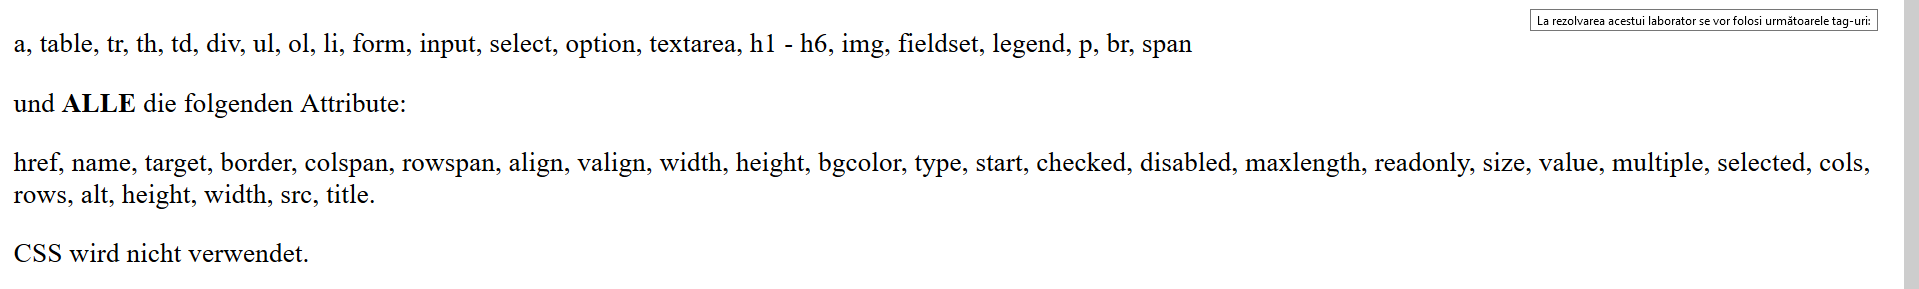 La rezolvarea acestui laborator se vor folosi următoarele tag-uri:
a, table, tr, th, td, div, ul, ol, li, form, input, select, option, textarea, h1 - h6, img, fieldset, legend, p, br, span
und ALLE die folgenden Attribute:
href, name, target, border, colspan, rowspan, align, valign, width, height, bgcolor, type, start, checked, disabled, maxlength, readonly, size, value, multiple, selected, cols,
rows, alt, height, width, src, title.
CSS wird nicht verwendet.